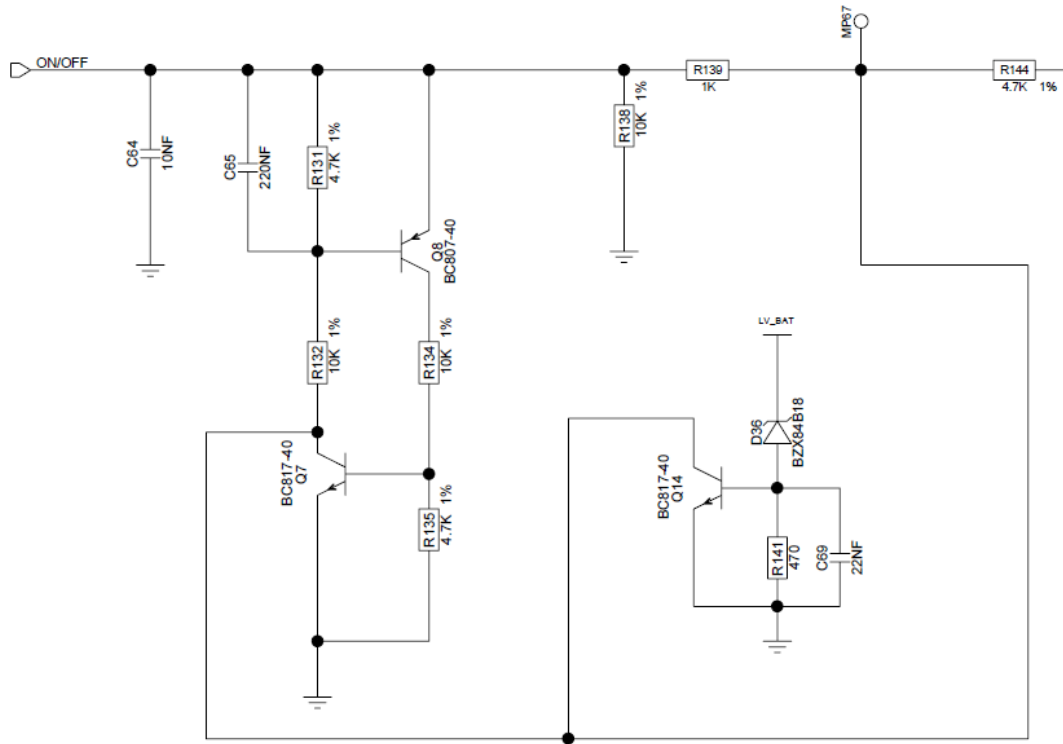 MP67
ON/OFF
R139
1K
R144
4.7K 1%
C64
10NF
C65
220NF
R131
4.7K 1%
R138
10K 1%
Q8
BC807-40
R132
10K 1%
R134
10K 1%
LV_BAT
D36
BZX84B18
BC817-40
Q7
BC817-40
Q14
R135
4.7K 1%
R141
470
C69
22NF